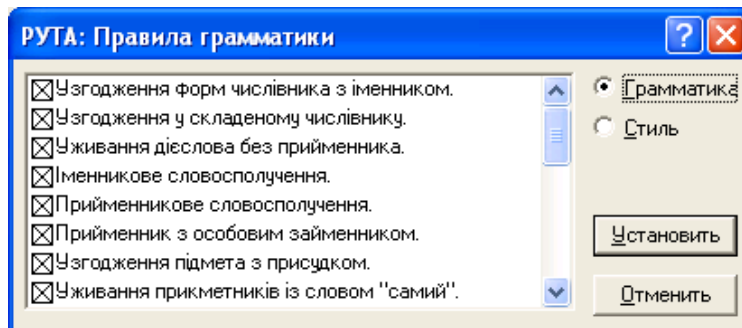 РУТА: Правила грамматики
Узгодження форм числівника з іменником.
Узгодження у складеному числівнику.
Уживання дієслова без прийменника.
Іменникове словосполучення.
Прийменникове словосполучення.
Прийменник з особовим займенником.
Узгодження підмета з присудком.
Уживання прикметників із словом "самий".
Грамматика
Стиль
Установить
Отменить